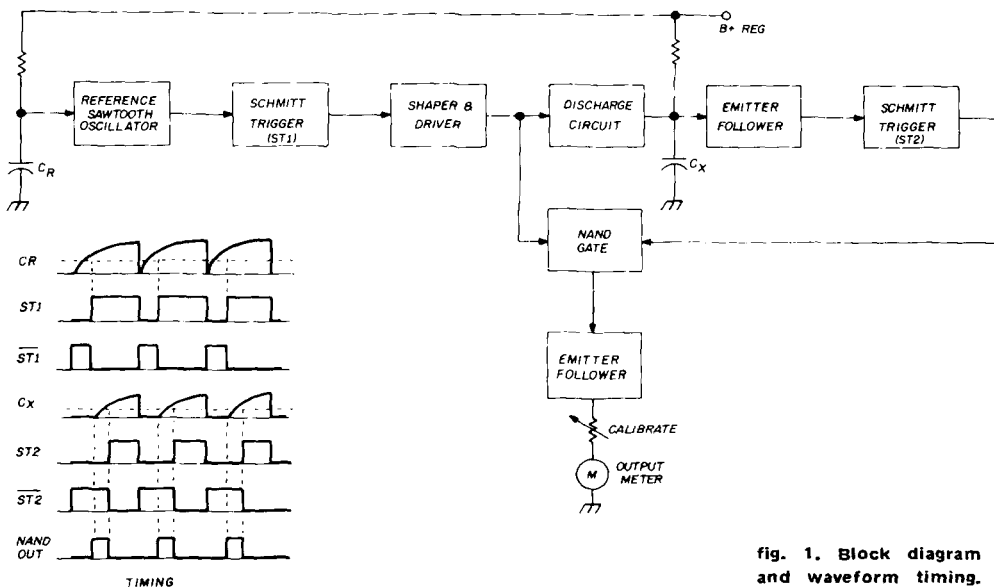 B+ REG
REFERENCE
SAWTOOTH
OSCILLATOR
SCHMITT
TRIGGER
(ST1)
SHAPER &
DRIVER
DISCHARGE
CIRCUIT
EMITTER
FOLLOWER
SCHMITT
TRIGGER
(ST2)
CR
CX
NAND
GATE
EMITTER
FOLLOWER
CALIBRATE
M
OUTPUT
METER
CR
ST1
ST1
CX
ST2
ST2
NAND
OUT
TIMING
fig. 1. Block diagram
and waveform timing.